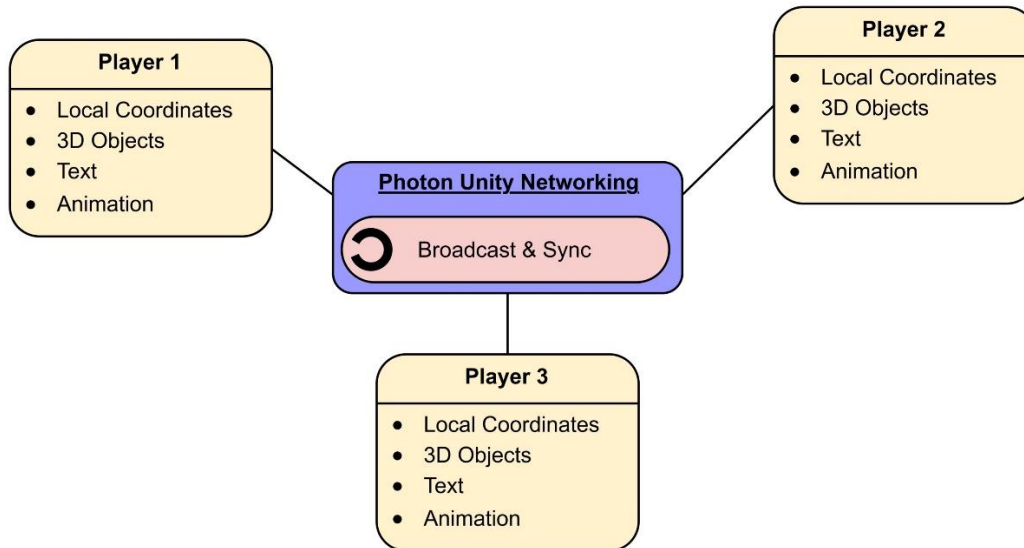 Player 1
• Local Coordinates
• 3D Objects
• Text
• Animation
Player 2
• Local Coordinates
• 3D Objects
• Text
• Animation
Photon Unity Networking
Broadcast & Sync
Player 3
• Local Coordinates
• 3D Objects
• Text
• Animation